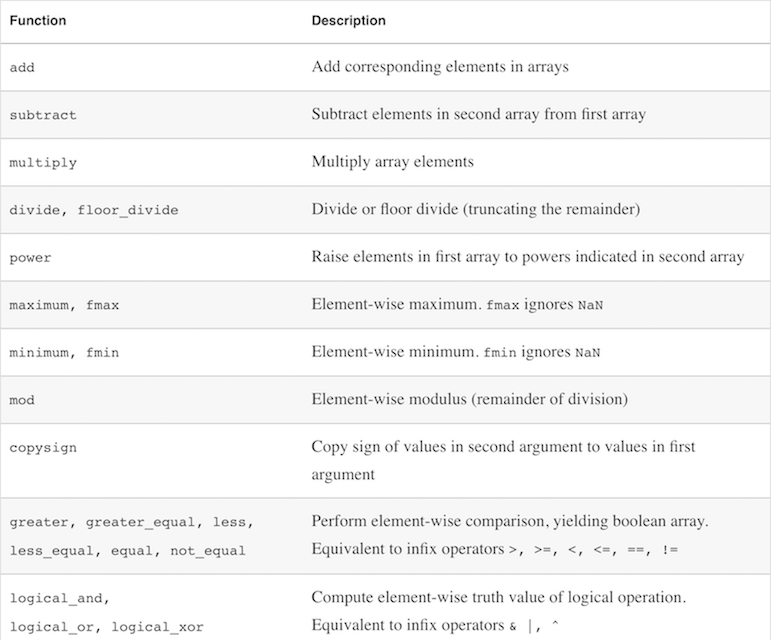 Function Description
add Add corresponding elements in arrays
subtract Subtract elements in second array from first array
multiply Multiply array elements
divide, floor_divide Divide or floor divide (truncating the remainder)
power Raise elements in first array to powers indicated in second array
maximum, fmax Element-wise maximum. fmax ignores NaN
minimum, fmin Element-wise minimum. fmin ignores NaN
mod Element-wise modulus (remainder of division)
copysign Copy sign of values in second argument to values in first
argument
greater, greater_equal, less, Perform element-wise comparison, yielding boolean array.
less_equal, equal, not_equal Equivalent to infix operators >, >=, <, <=, ==, !=
logical_and, Compute element-wise truth value of logical operation.
logical_or, logical_xor Equivalent to infix operators & |, ^